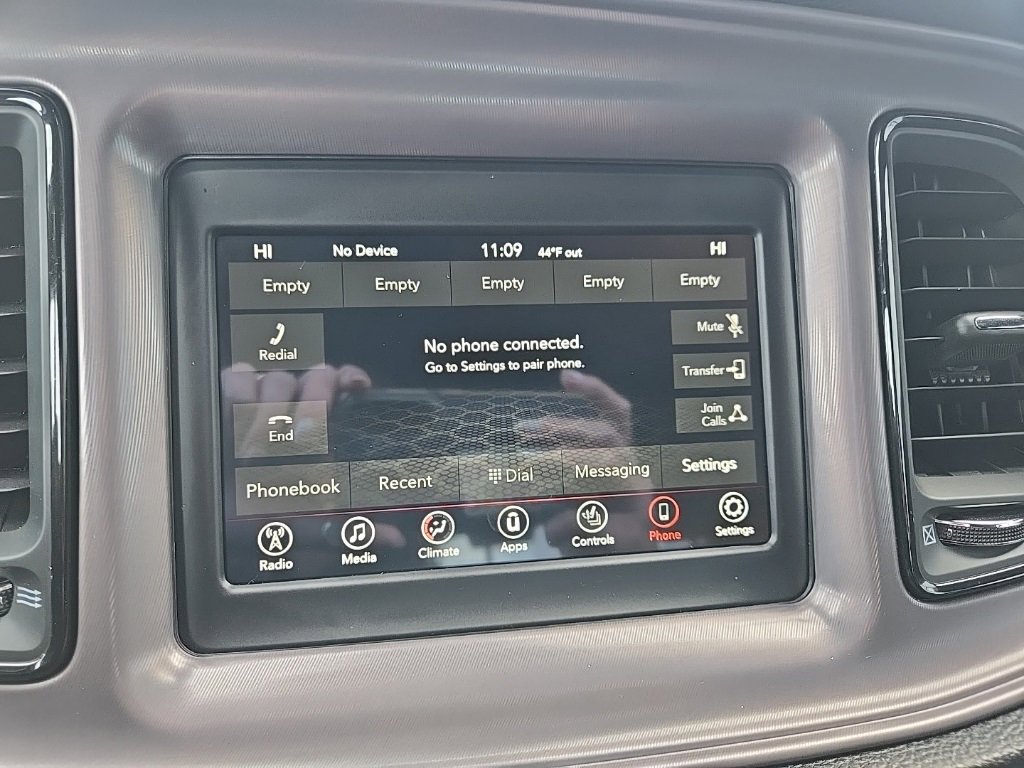 HI No Device 11:09 44°F out HI
Empty Empty Empty Empty Empty
Redial
No phone connected.
Go to Settings to pair phone.
Mute
Transfer
Join
Calls
End
Phonebook Recent Dial Messaging Settings
Radio Media Climate Apps Controls Phone Settings